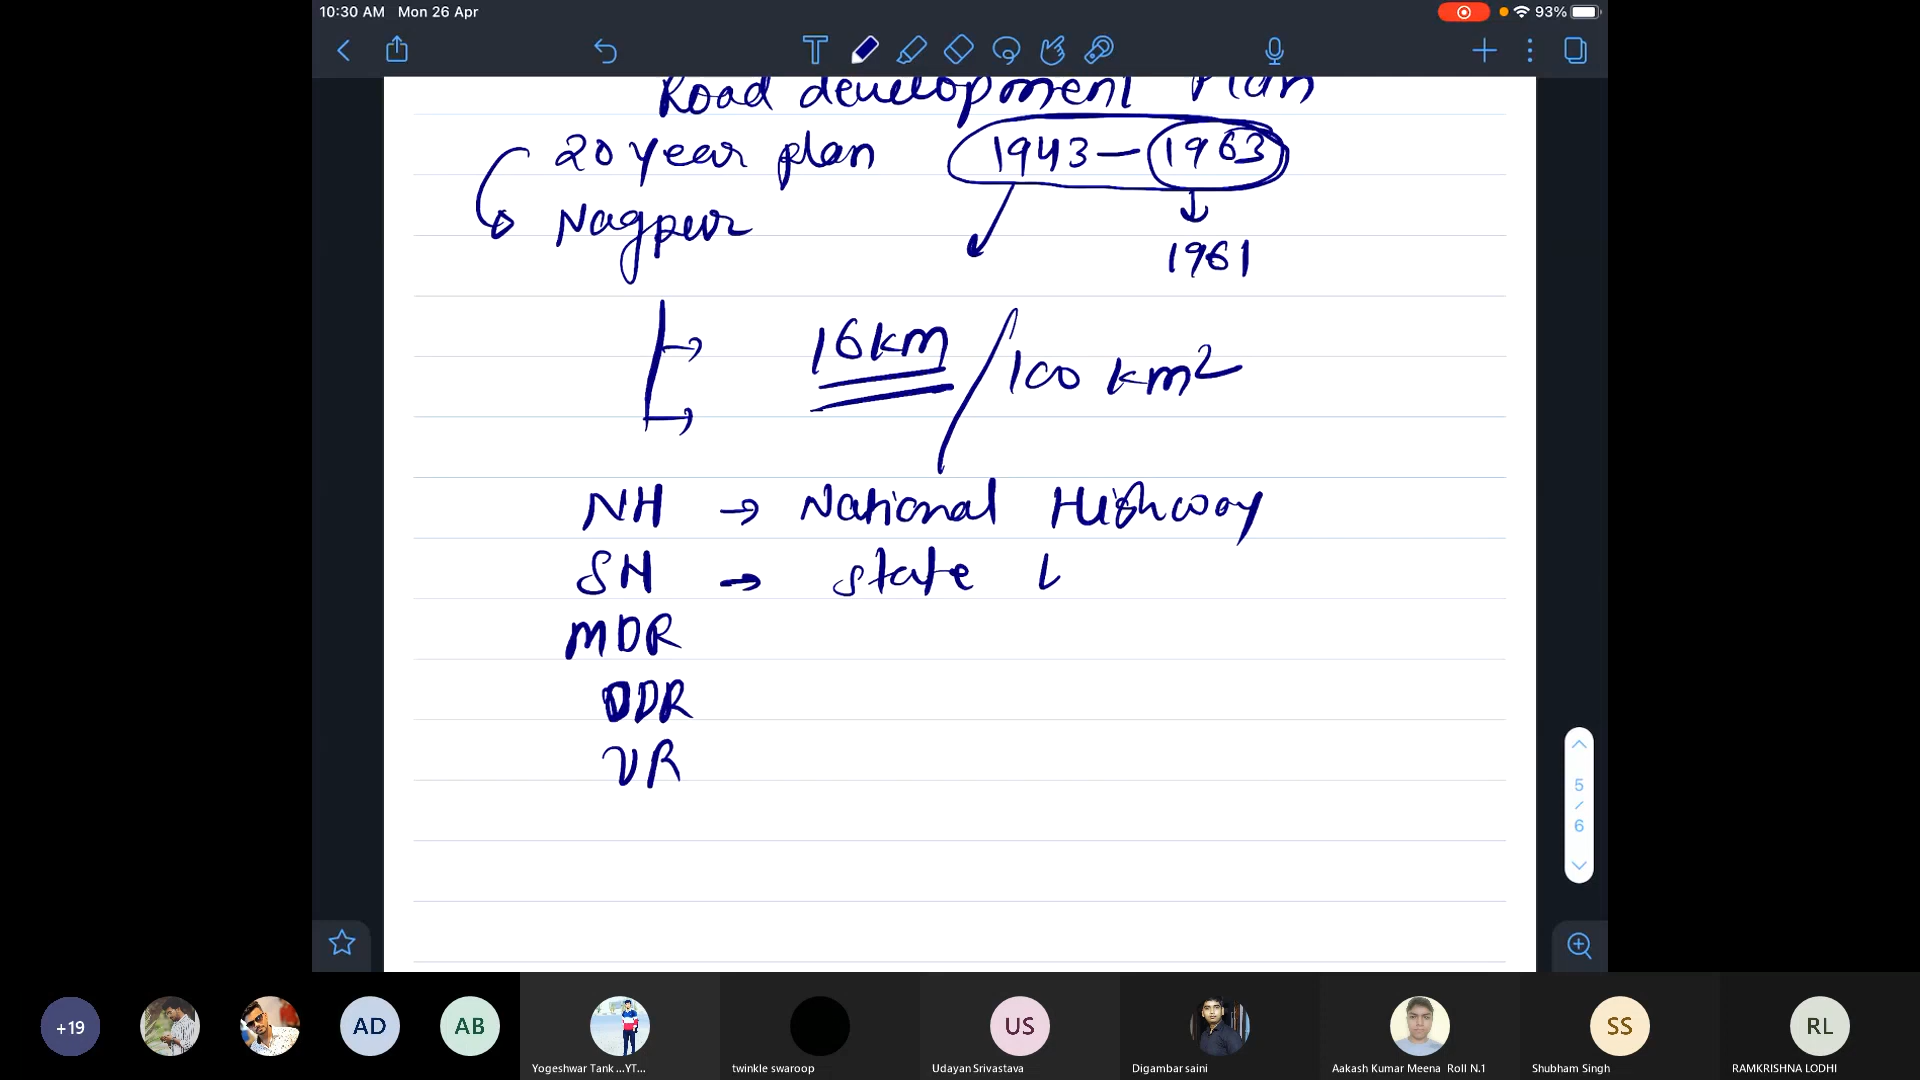 10:30 AM Mon 26 Apr
93%
Road development Plan
20 year plan 1943 – 1963
Nagpur
1961
16 km / 100 km²
NH → National Highway
SH → state
MDR
ODR
VR
5
/
6
+19
AD
AB
US
SS
RL
Yogeshwar Tank ...YT...
twinkle swaroop
Udayan Srivastava
Digambar saini
Aakash Kumar Meena Roll N.1
Shubham Singh
RAMKRISHNA LODHI